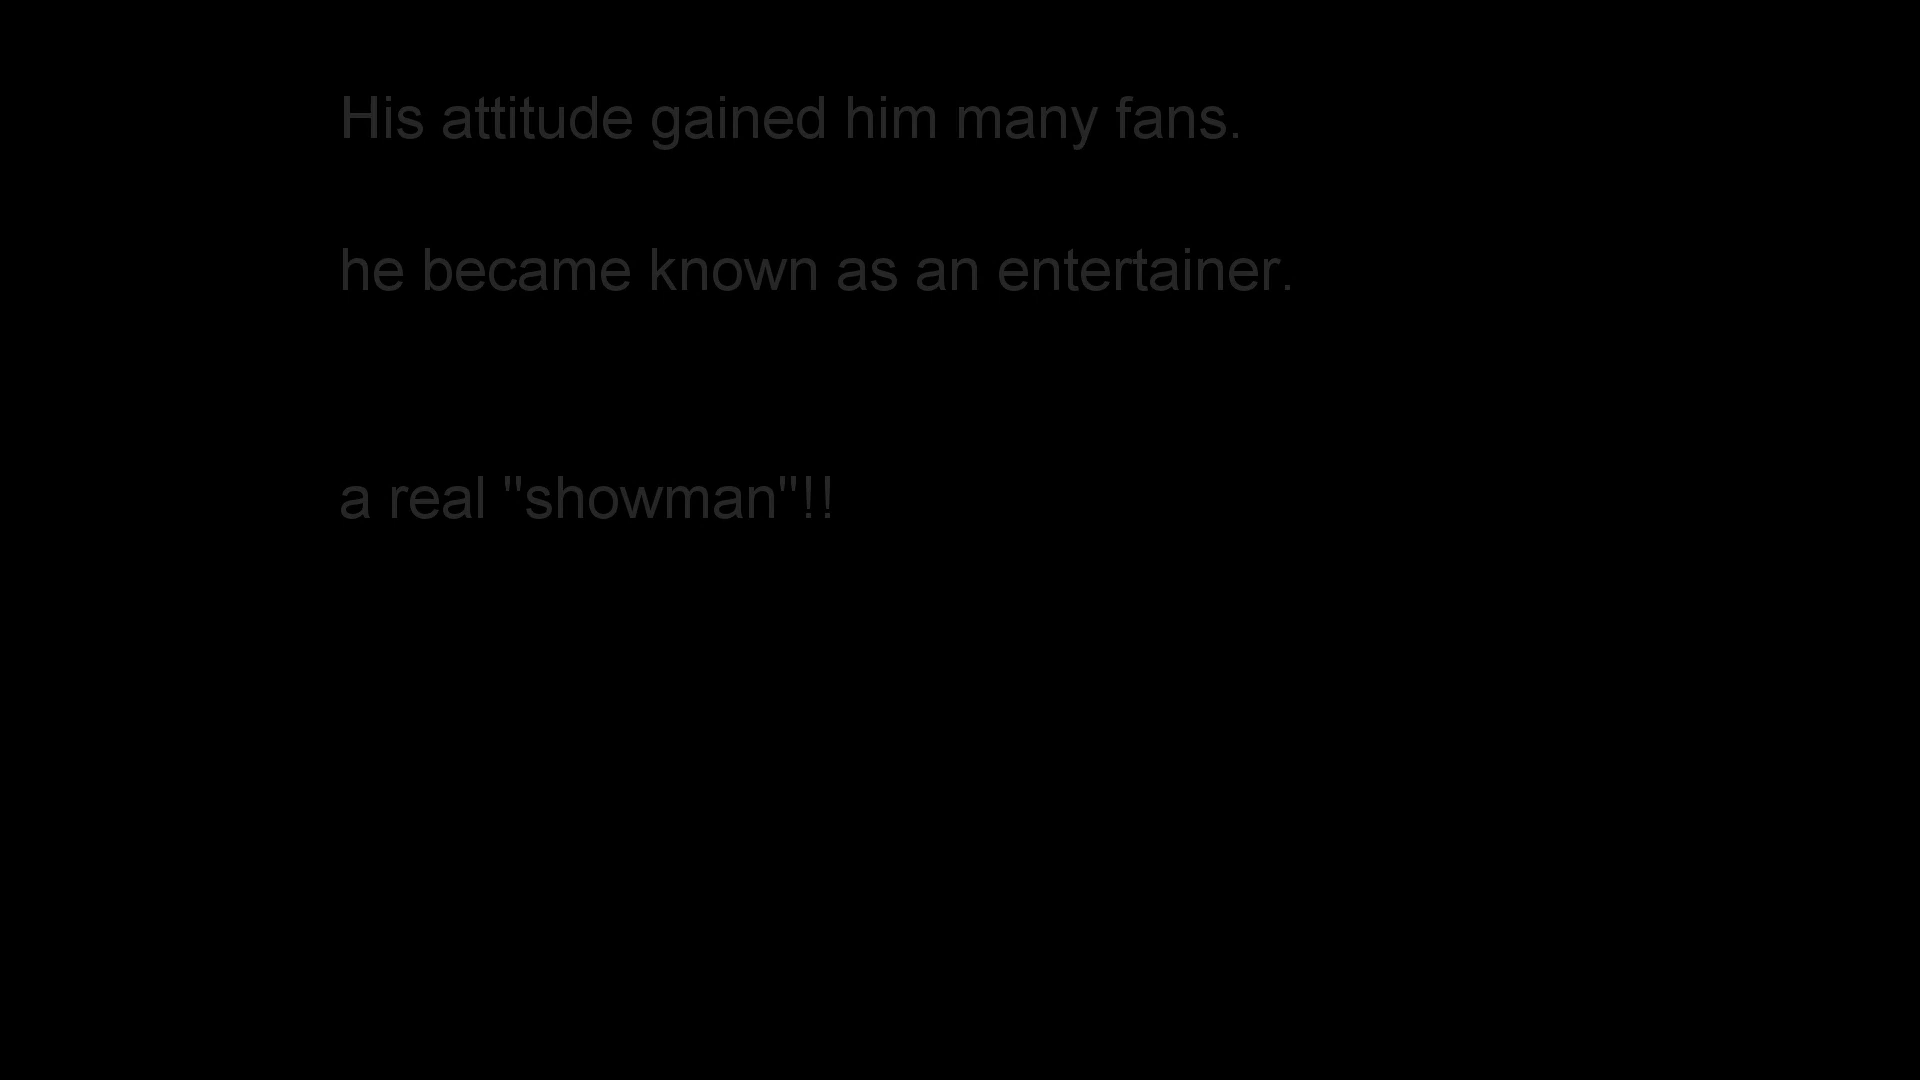 His attitude gained him many fans.
he became known as an entertainer.
a real "showman"!!